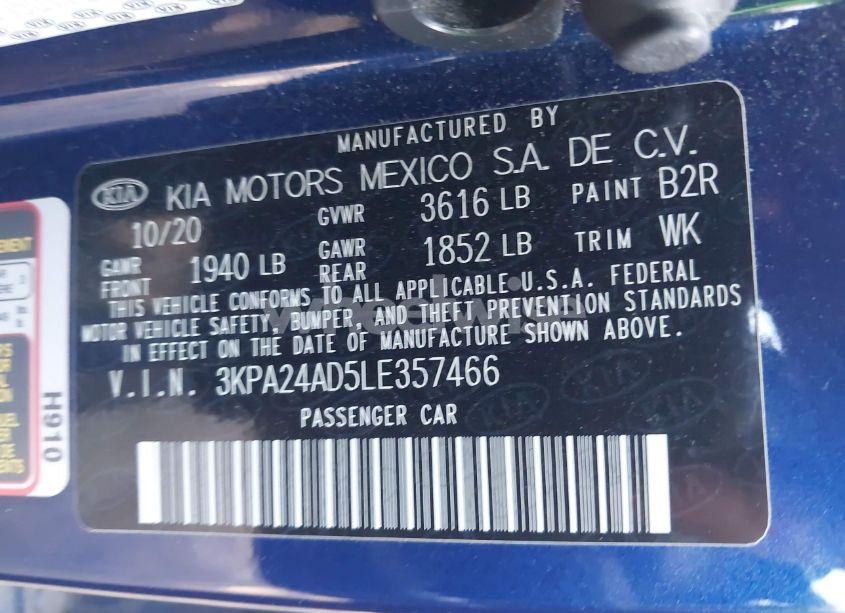 MANUFACTURED BY
KIA KIA MOTORS MEXICO S.A. DE C.V.
10/20 GVWR 3616 LB PAINT B2R
GAWR FRONT 1940 LB GAWR REAR 1852 LB TRIM WK
THIS VEHICLE CONFORMS TO ALL APPLICABLE U.S.A. FEDERAL
MOTOR VEHICLE SAFETY, BUMPER, AND THEFT PREVENTION STANDARDS
IN EFFECT ON THE DATE OF MANUFACTURE SHOWN ABOVE.
V.I.N. 3KPA24AD5LE357466
PASSENGER CAR
H910